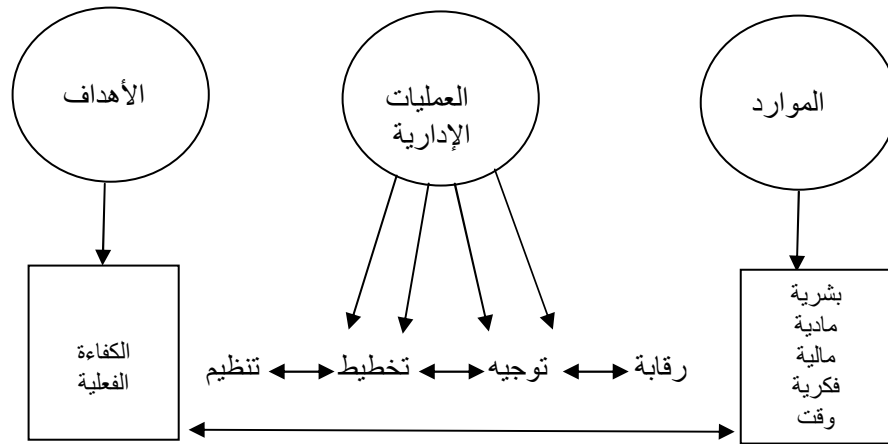 الموارد
العمليات
الإدارية
الأهداف
بشرية
مادية
مالية
فكرية
وقت
رقابة
توجيه
تخطيط
تنظيم
الكفاءة
الفعلية